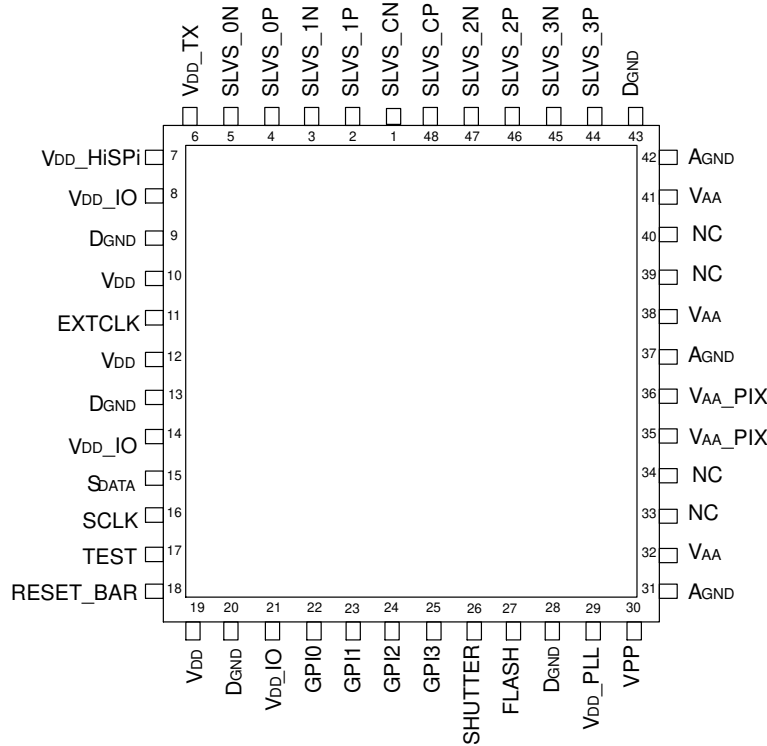 VDD_TX
SLVS_0N
SLVS_0P
SLVS_1N
SLVS_1P
SLVS_CN
SLVS_CP
SLVS_2N
SLVS_2P
SLVS_3N
SLVS_3P
DGND
6 5 4 3 2 1 48 47 46 45 44 43
VDD_HiSPi 7
VDD_IO 8
DGND 9
VDD 10
EXTCLK 11
VDD 12
DGND 13
VDD_IO 14
SDATA 15
SCLK 16
TEST 17
RESET_BAR 18
42 AGND
41 VAA
40 NC
39 NC
38 VAA
37 AGND
36 VAA_PIX
35 VAA_PIX
34 NC
33 NC
32 VAA
31 AGND
19 20 21 22 23 24 25 26 27 28 29 30
VDD
DGND
VDD_IO
GPI0
GPI1
GPI2
GPI3
SHUTTER
FLASH
DGND
VDD_PLL
VPP